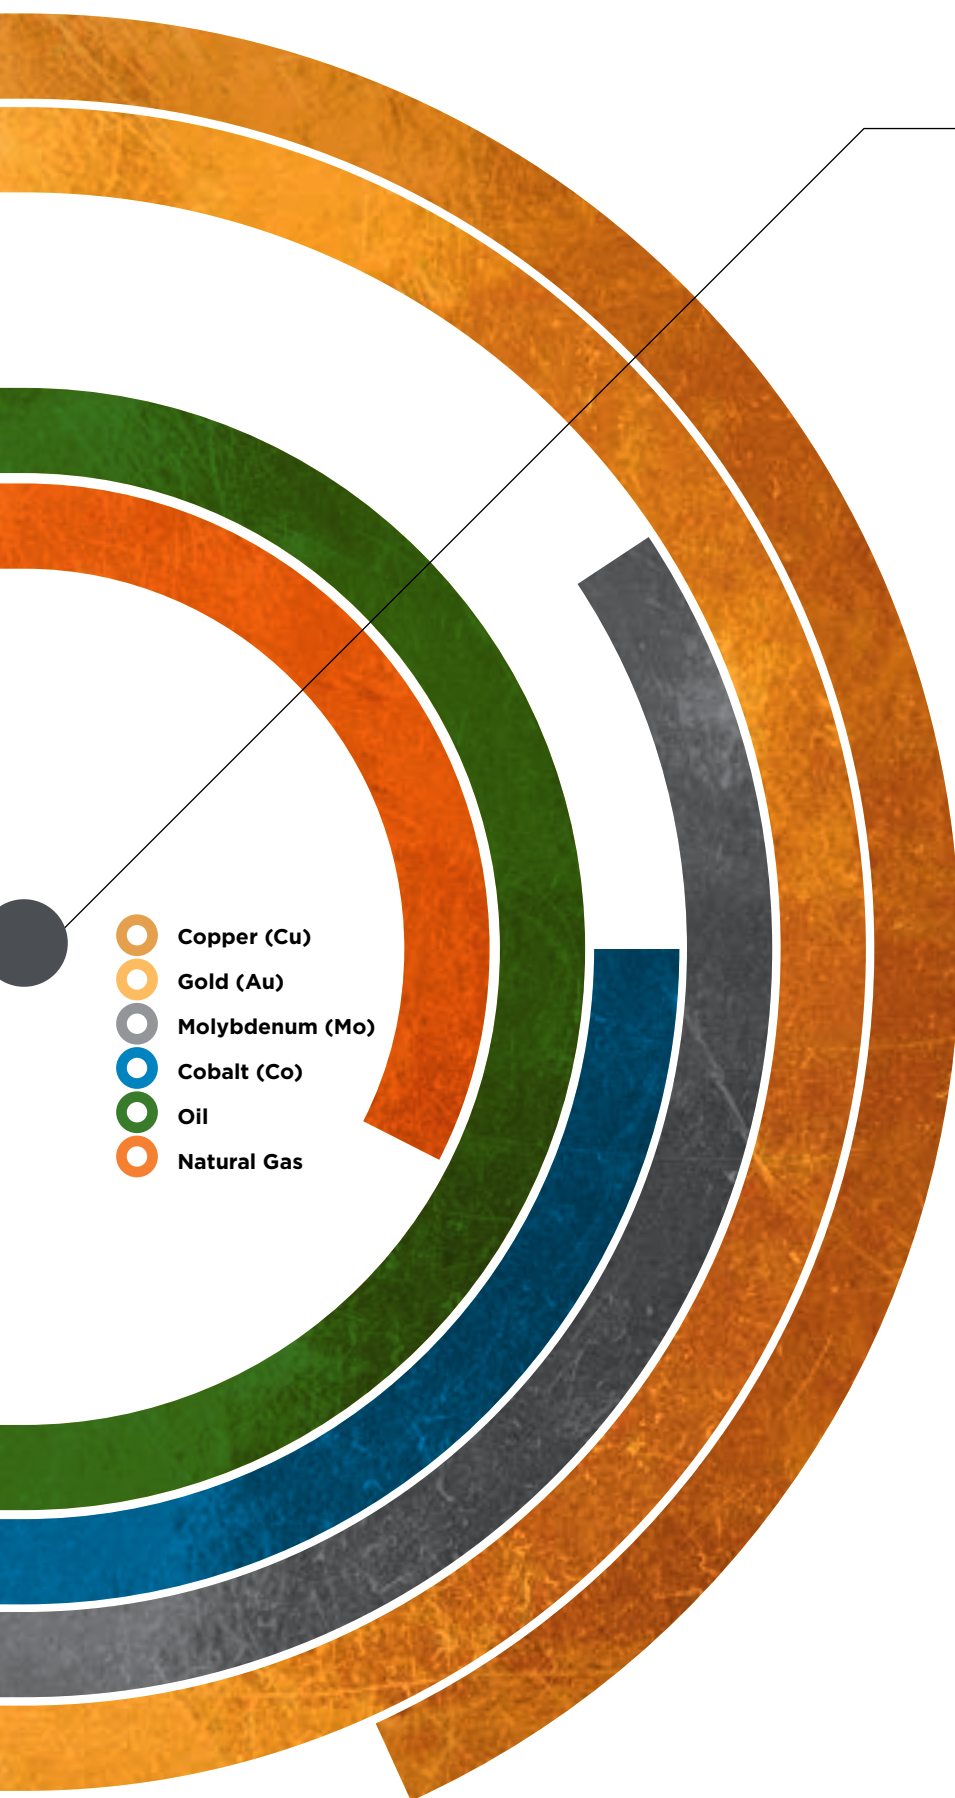 Copper (Cu)
Gold (Au)
Molybdenum (Mo)
Cobalt (Co)
Oil
Natural Gas